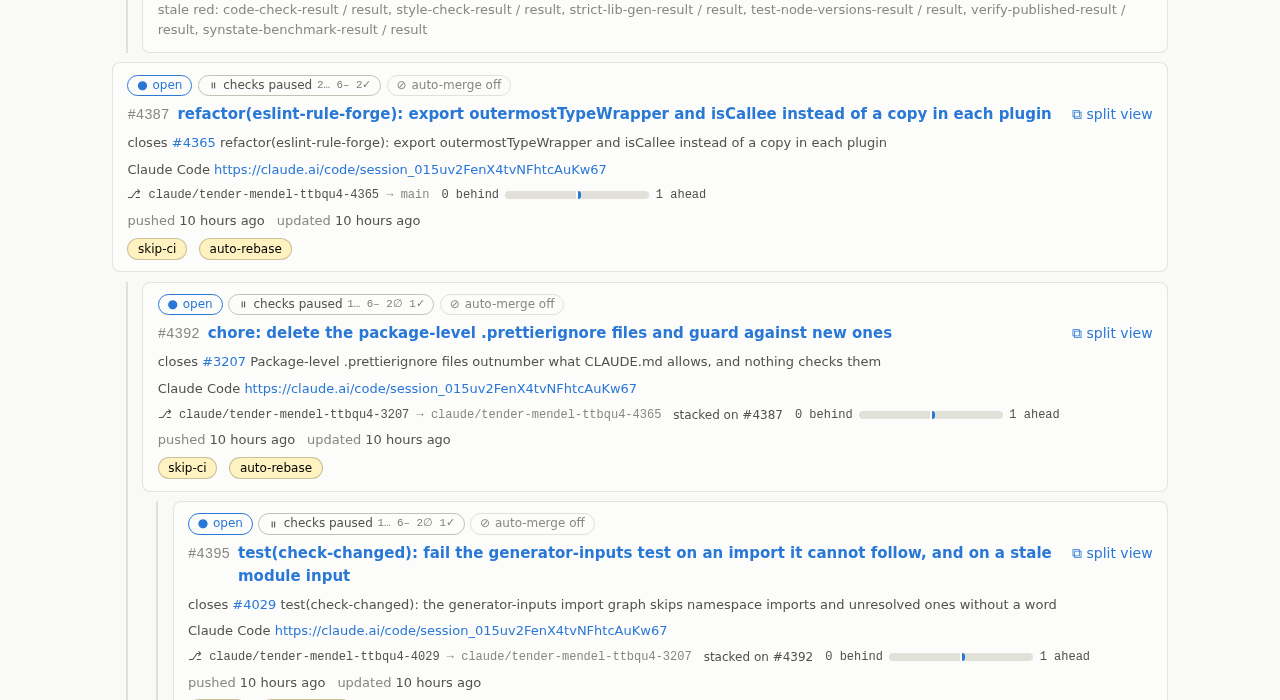 stale red: code-check-result / result, style-check-result / result, strict-lib-gen-result / result, test-node-versions-result / result, verify-published-result /
result, synstate-benchmark-result / result
● open ⏸ checks paused 2… 6– 2✓ ⊘ auto-merge off
#4387 refactor(eslint-rule-forge): export outermostTypeWrapper and isCallee instead of a copy in each plugin ⧉ split view
closes #4365 refactor(eslint-rule-forge): export outermostTypeWrapper and isCallee instead of a copy in each plugin
Claude Code https://claude.ai/code/session_015uv2FenX4tvNFhtcAuKw67
⎇ claude/tender-mendel-ttbqu4-4365 → main 0 behind 1 ahead
pushed 10 hours ago updated 10 hours ago
skip-ci auto-rebase
● open ⏸ checks paused 1… 6– 2∅ 1✓ ⊘ auto-merge off
#4392 chore: delete the package-level .prettierignore files and guard against new ones ⧉ split view
closes #3207 Package-level .prettierignore files outnumber what CLAUDE.md allows, and nothing checks them
Claude Code https://claude.ai/code/session_015uv2FenX4tvNFhtcAuKw67
⎇ claude/tender-mendel-ttbqu4-3207 → claude/tender-mendel-ttbqu4-4365 stacked on #4387 0 behind 1 ahead
pushed 10 hours ago updated 10 hours ago
skip-ci auto-rebase
● open ⏸ checks paused 1… 6– 2∅ 1✓ ⊘ auto-merge off
#4395 test(check-changed): fail the generator-inputs test on an import it cannot follow, and on a stale ⧉ split view
module input
closes #4029 test(check-changed): the generator-inputs import graph skips namespace imports and unresolved ones without a word
Claude Code https://claude.ai/code/session_015uv2FenX4tvNFhtcAuKw67
⎇ claude/tender-mendel-ttbqu4-4029 → claude/tender-mendel-ttbqu4-3207 stacked on #4392 0 behind 1 ahead
pushed 10 hours ago updated 10 hours ago